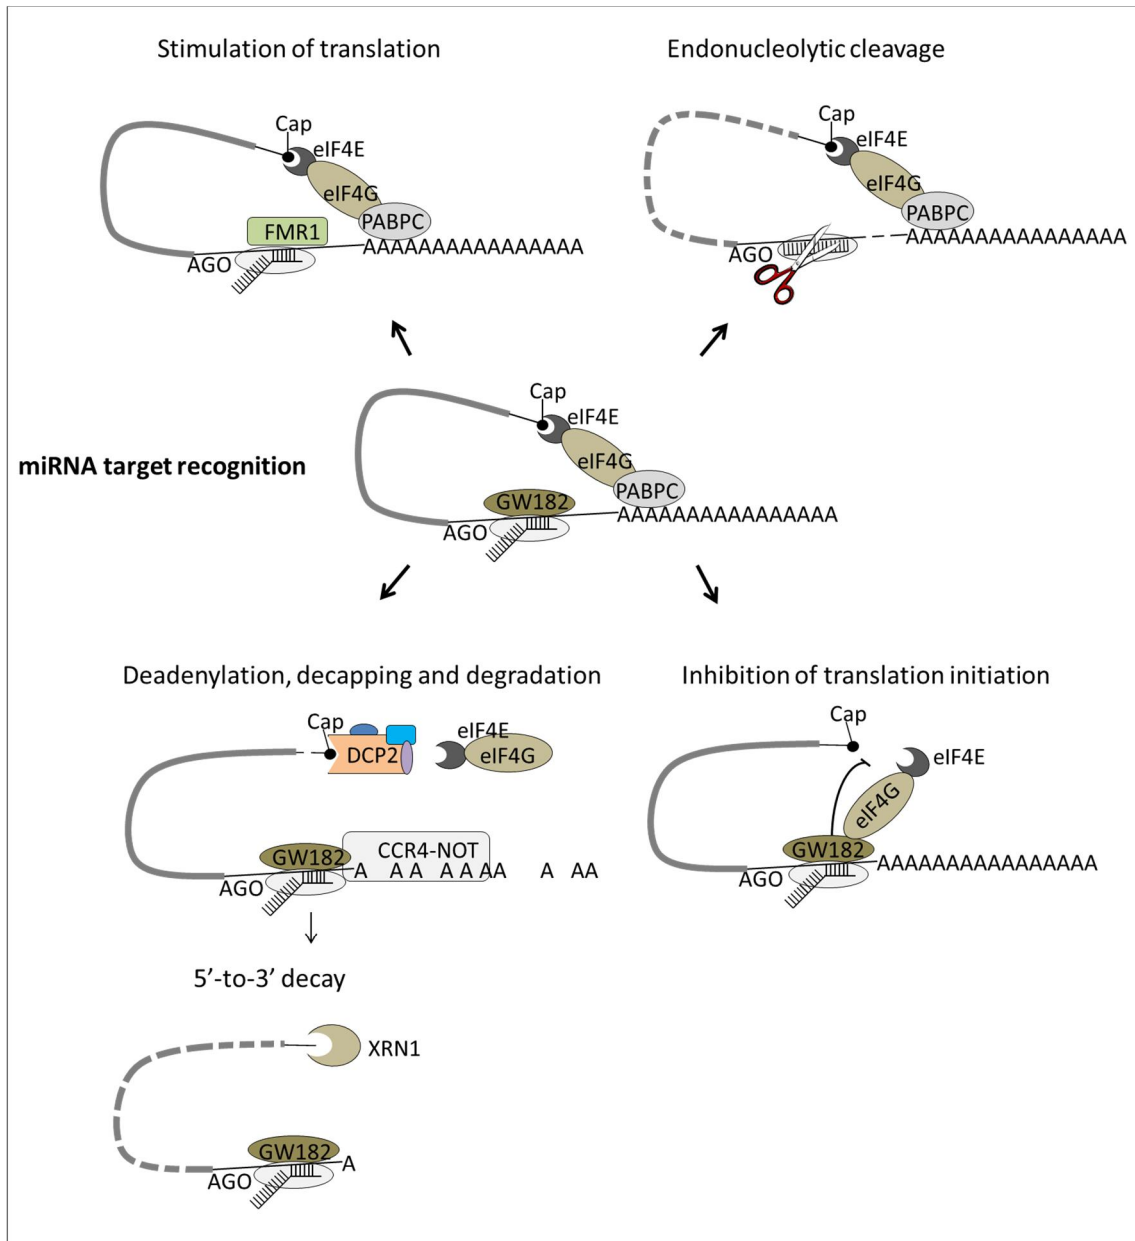 Stimulation of translation
Cap
eIF4E
eIF4G
PABPC
FMR1
AGO
AAAAAAAAAAAAAAAA
Endonucleolytic cleavage
Cap
eIF4E
eIF4G
PABPC
AGO
AAAAAAAAAAAAAAAA
miRNA target recognition
Cap
eIF4E
eIF4G
PABPC
GW182
AGO
AAAAAAAAAAAAAAAA
Deadenylation, decapping and degradation
Cap
DCP2
eIF4E
eIF4G
CCR4-NOT
GW182
AGO
A AA AAAAA A AA
5’-to-3’ decay
XRN1
GW182
AGO
A
Inhibition of translation initiation
Cap
eIF4E
eIF4G
GW182
AGO
AAAAAAAAAAAAAAAA